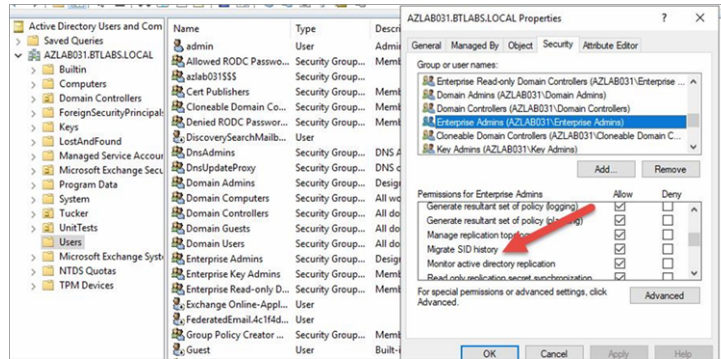 Active Directory Users and Com
Saved Queries
AZLAB031.BTLABS.LOCAL
Builtin
Computers
Domain Controllers
ForeignSecurityPrincipals
Keys
LostAndFound
Managed Service Accour
Microsoft Exchange Secu
Program Data
System
Tucker
UnitTests
Users
Microsoft Exchange Syst
NTDS Quotas
TPM Devices
Name Type Descri
admin User Admin
Allowed RODC Passwo... Security Group... Memb
azlab031$$$ Security Group...
Cert Publishers Security Group... Memb
Cloneable Domain Co... Security Group... Memb
Denied RODC Passwor... Security Group... Memb
DiscoverySearchMailb... User
DnsAdmins Security Group... DNS A
DnsUpdateProxy Security Group... DNS c
Domain Admins Security Group... Desig
Domain Computers Security Group... All wo
Domain Controllers Security Group... All do
Domain Guests Security Group... All do
Domain Users Security Group... All do
Enterprise Admins Security Group... Desig
Enterprise Key Admins Security Group... Memb
Enterprise Read-only D... Security Group... Memb
Exchange Online-Appl... User
FederatedEmail.4c1f4d... User
Group Policy Creator ... Security Group... Memb
Guest User Built-i
AZLAB031.BTLABS.LOCAL Properties ? X
General Managed By Object Security Attribute Editor
Group or user names:
Enterprise Read-only Domain Controllers (AZLAB031\Enterprise ...
Domain Admins (AZLAB031\Domain Admins)
Domain Controllers (AZLAB031\Domain Controllers)
Enterprise Admins (AZLAB031\Enterprise Admins)
Cloneable Domain Controllers (AZLAB031\Cloneable Domain C...
Key Admins (AZLAB031\Key Admins)
Add... Remove
Permissions for Enterprise Admins Allow Deny
Generate resultant set of policy (logging)
Generate resultant set of policy
Manage replication
Migrate SID history
Monitor active directory replication
Read only replication secret synchronization
For special permissions or advanced settings, click
Advanced.
Advanced
OK Cancel Apply Help